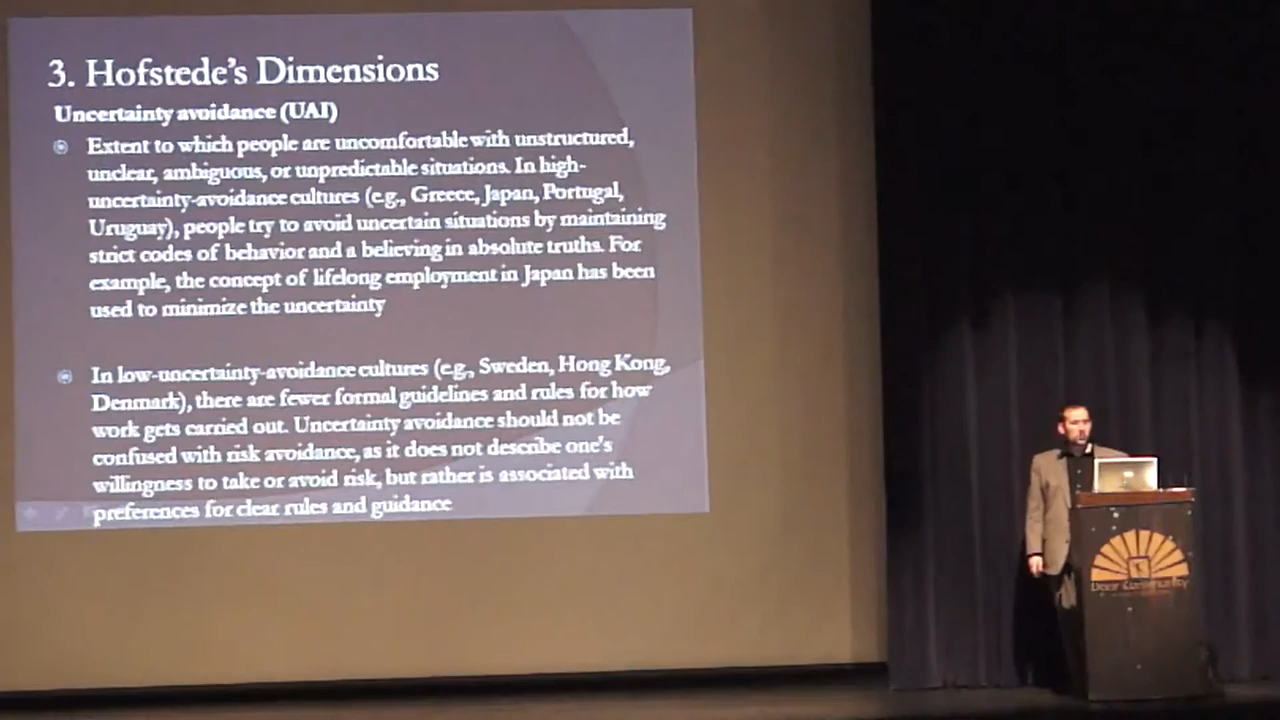 3. Hofstede's Dimensions
Uncertainty avoidance (UAI)
Extent to which people are uncomfortable with unstructured,
unclear, ambiguous, or unpredictable situations. In high-
uncertainty-avoidance cultures (e.g., Greece, Japan, Portugal,
Uruguay), people try to avoid uncertain situations by maintaining
strict codes of behavior and a believing in absolute truths. For
example, the concept of lifelong employment in Japan has been
used to minimize the uncertainty
In low-uncertainty-avoidance cultures (e.g., Sweden, Hong Kong,
Denmark), there are fewer formal guidelines and rules for how
work gets carried out. Uncertainty avoidance should not be
confused with risk avoidance, as it does not describe one's
willingness to take or avoid risk, but rather is associated with
preferences for clear rules and guidance